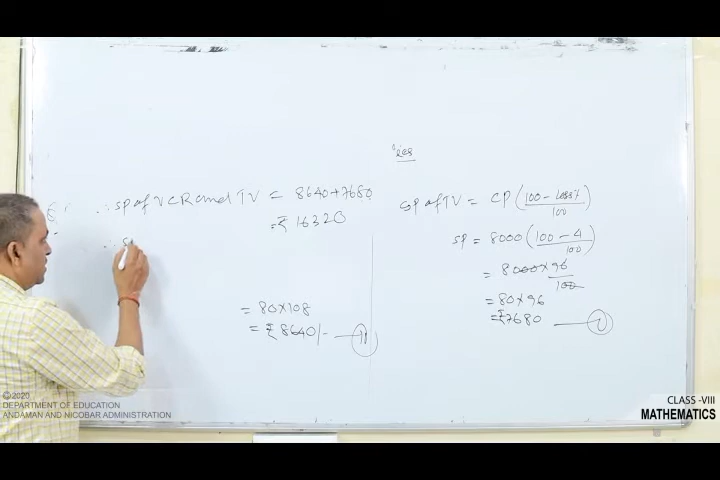 ∴ SP of VCR and TV = 8640+7680
= ₹ 16320
∴ S
= 80×108
= ₹ 8640/- — (II)
SP of TV = CP (100 - loss% / 100)
SP = 8000 (100 - 4 / 100)
= 8000×96 / 100
= 80×96
= ₹7680 — (I)
©2020
DEPARTMENT OF EDUCATION
ANDAMAN AND NICOBAR ADMINISTRATION
CLASS -VIII
MATHEMATICS